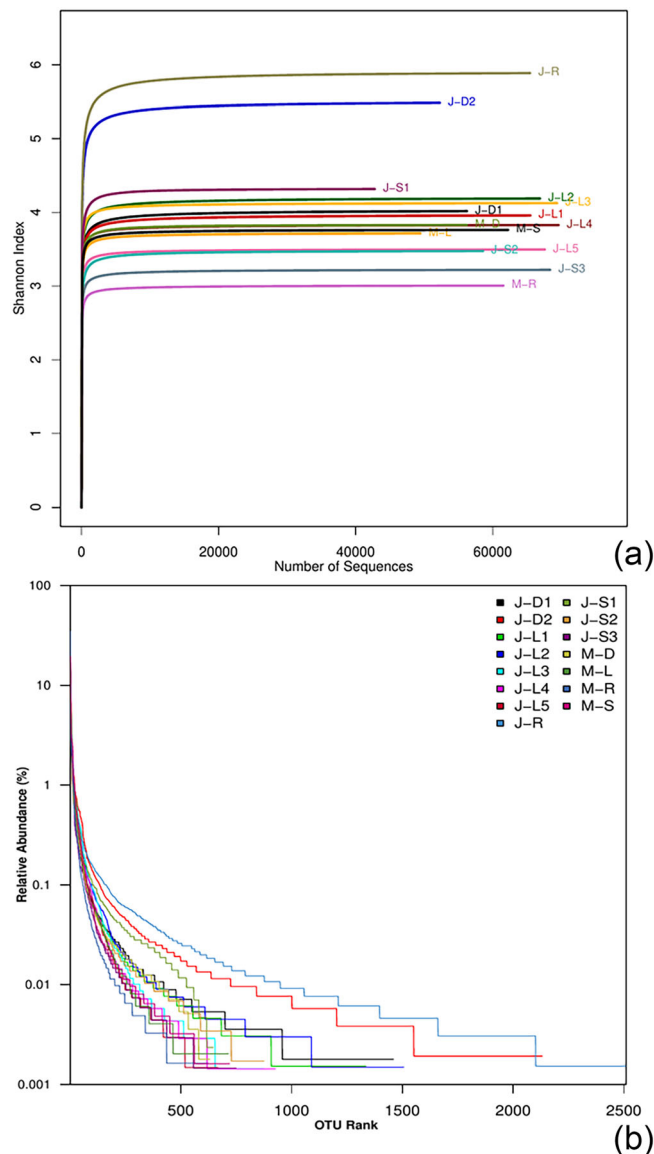 6
J-R
J-D2
5
J-S1
J-L2
J-L3
4
J-D1
J-L1
M-D
M-S
J-L4
M-L
J-L5
J-S2
J-S3
3
M-R
2
1
0
Shannon Index
0
20000
40000
60000
Number of Sequences
(a)
100
J-D1
J-S1
J-D2
J-S2
J-L1
J-S3
J-L2
M-D
J-L3
M-L
J-L4
M-R
J-L5
M-S
J-R
10
1
0.1
0.01
0.001
Relative Abundance (%)
500
1000
1500
2000
2500
OTU Rank
(b)